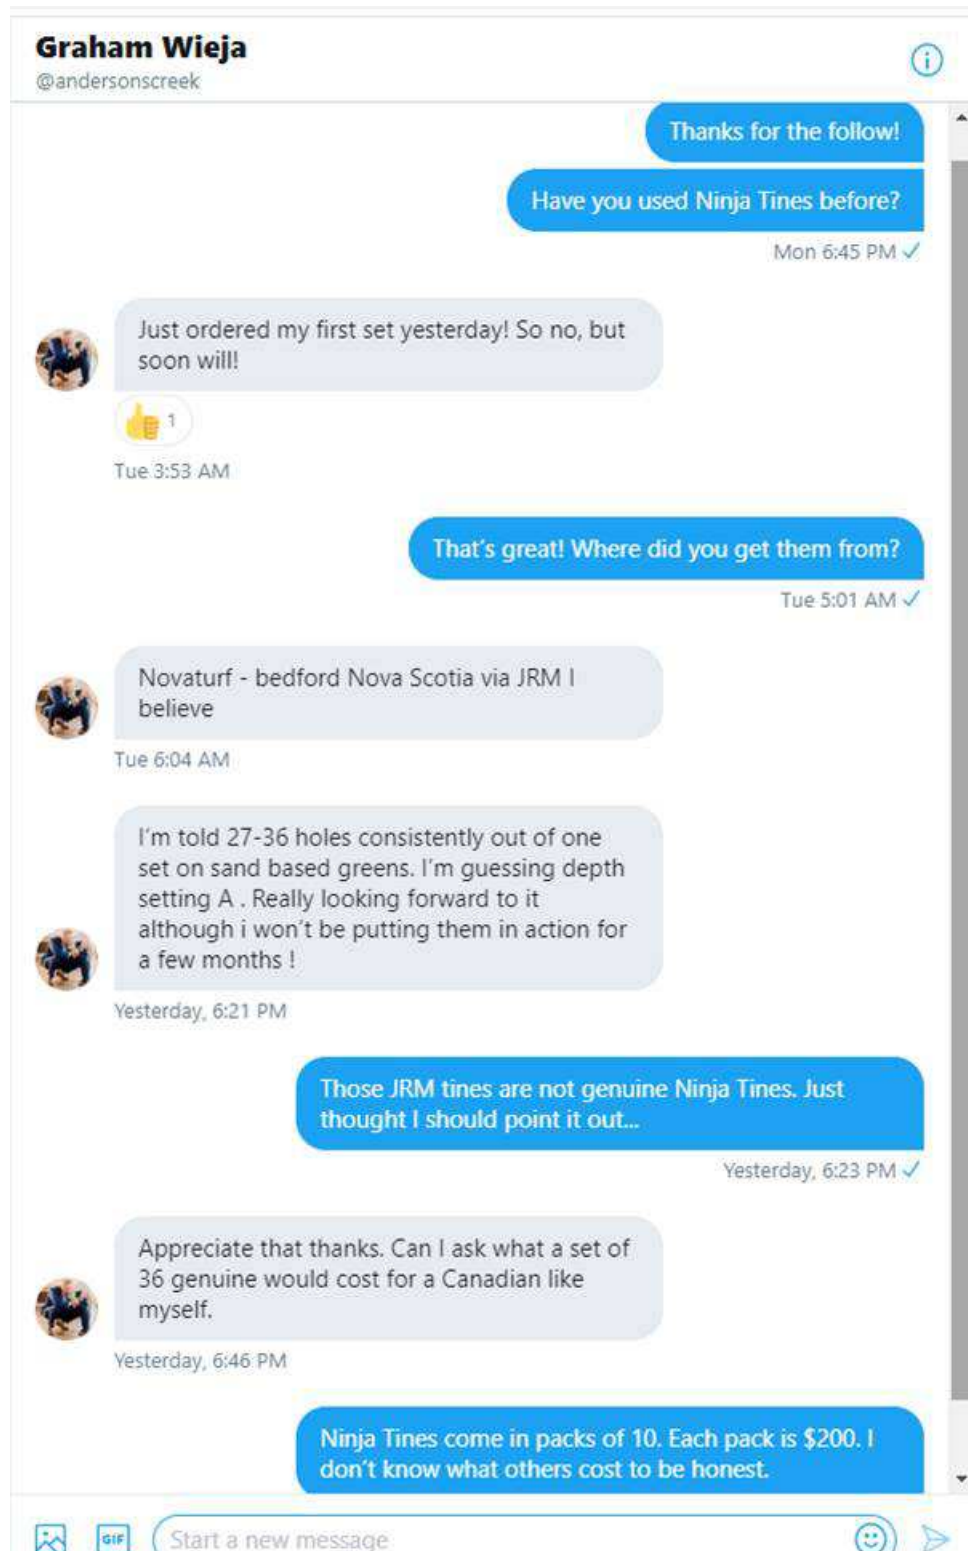 Graham Wieja
@andersonscreek
Thanks for the follow!
Have you used Ninja Tines before?
Mon 6:45 PM ✓
Just ordered my first set yesterday! So no, but
soon will!
1
Tue 3:53 AM
That's great! Where did you get them from?
Tue 5:01 AM ✓
Novaturf - bedford Nova Scotia via JRM I
believe
Tue 6:04 AM
I'm told 27-36 holes consistently out of one
set on sand based greens. I'm guessing depth
setting A . Really looking forward to it
although i won't be putting them in action for
a few months !
Yesterday, 6:21 PM
Those JRM tines are not genuine Ninja Tines. Just
thought I should point it out...
Yesterday, 6:23 PM ✓
Appreciate that thanks. Can I ask what a set of
36 genuine would cost for a Canadian like
myself.
Yesterday, 6:46 PM
Ninja Tines come in packs of 10. Each pack is $200. I
don't know what others cost to be honest.
GIF
Start a new message